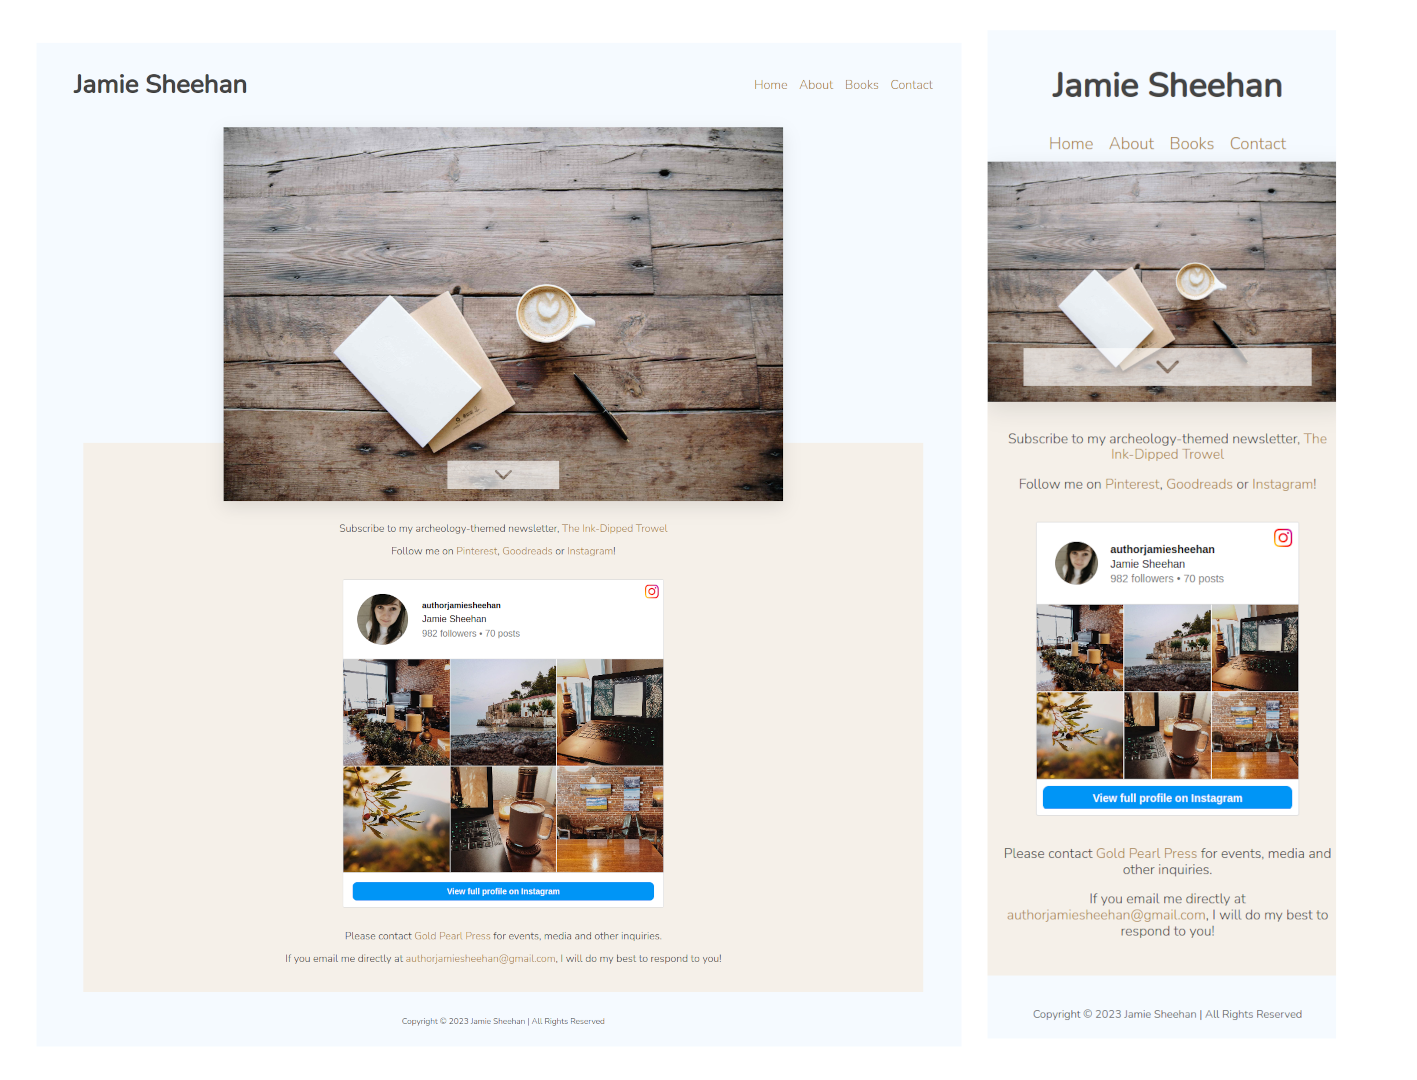 Jamie Sheehan
Home About Books Contact
Subscribe to my archeology-themed newsletter, The Ink-Dipped Trowel
Follow me on Pinterest, Goodreads or Instagram!
authorjamiesheehan
Jamie Sheehan
982 followers • 70 posts
View full profile on Instagram
Please contact Gold Pearl Press for events, media and other inquiries.
If you email me directly at authorjamiesheehan@gmail.com, I will do my best to respond to you!
Copyright © 2023 Jamie Sheehan | All Rights Reserved
Jamie Sheehan
Home About Books Contact
Subscribe to my archeology-themed newsletter, The
Ink-Dipped Trowel
Follow me on Pinterest, Goodreads or Instagram!
authorjamiesheehan
Jamie Sheehan
982 followers • 70 posts
View full profile on Instagram
Please contact Gold Pearl Press for events, media and
other inquiries.
If you email me directly at
authorjamiesheehan@gmail.com, I will do my best to
respond to you!
Copyright © 2023 Jamie Sheehan | All Rights Reserved